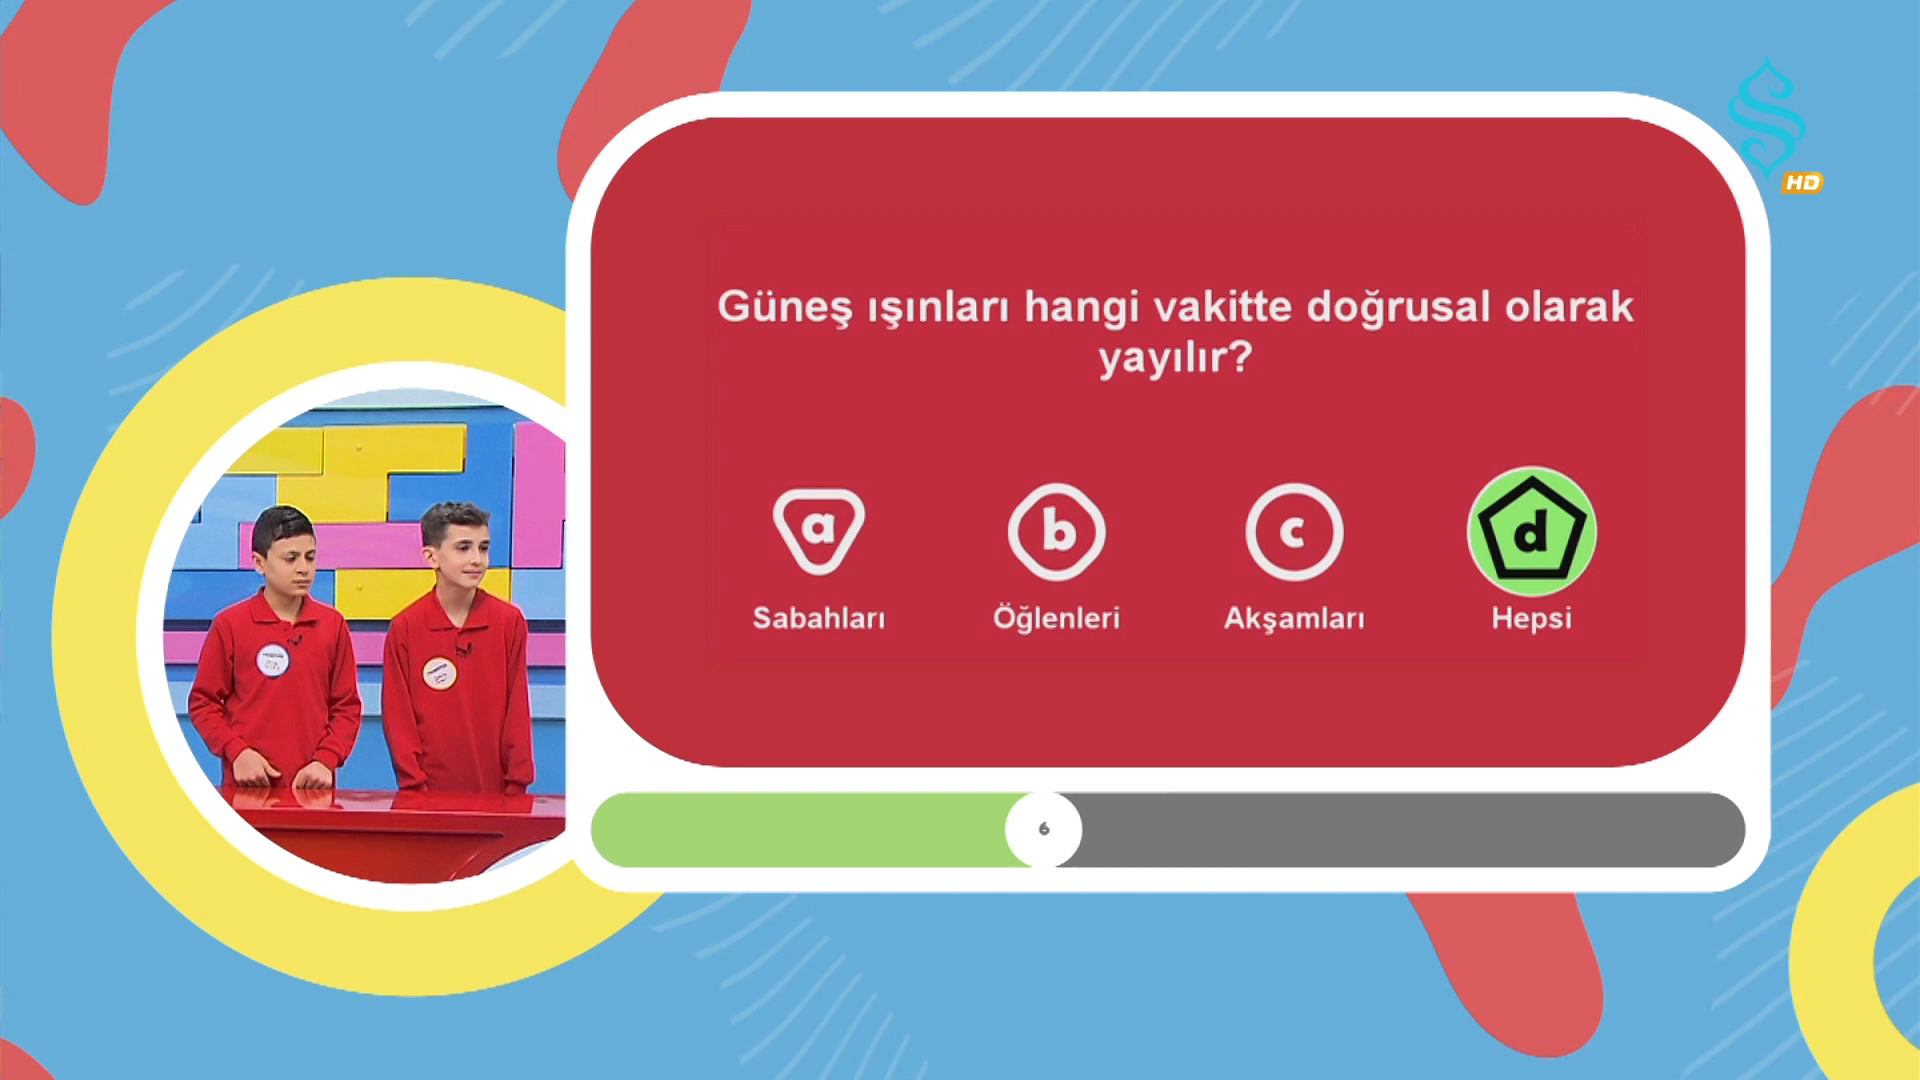 HD
Güneş ışınları hangi vakitte doğrusal olarak
yayılır?
a
b
c
d
Sabahları
Öğlenleri
Akşamları
Hepsi
6